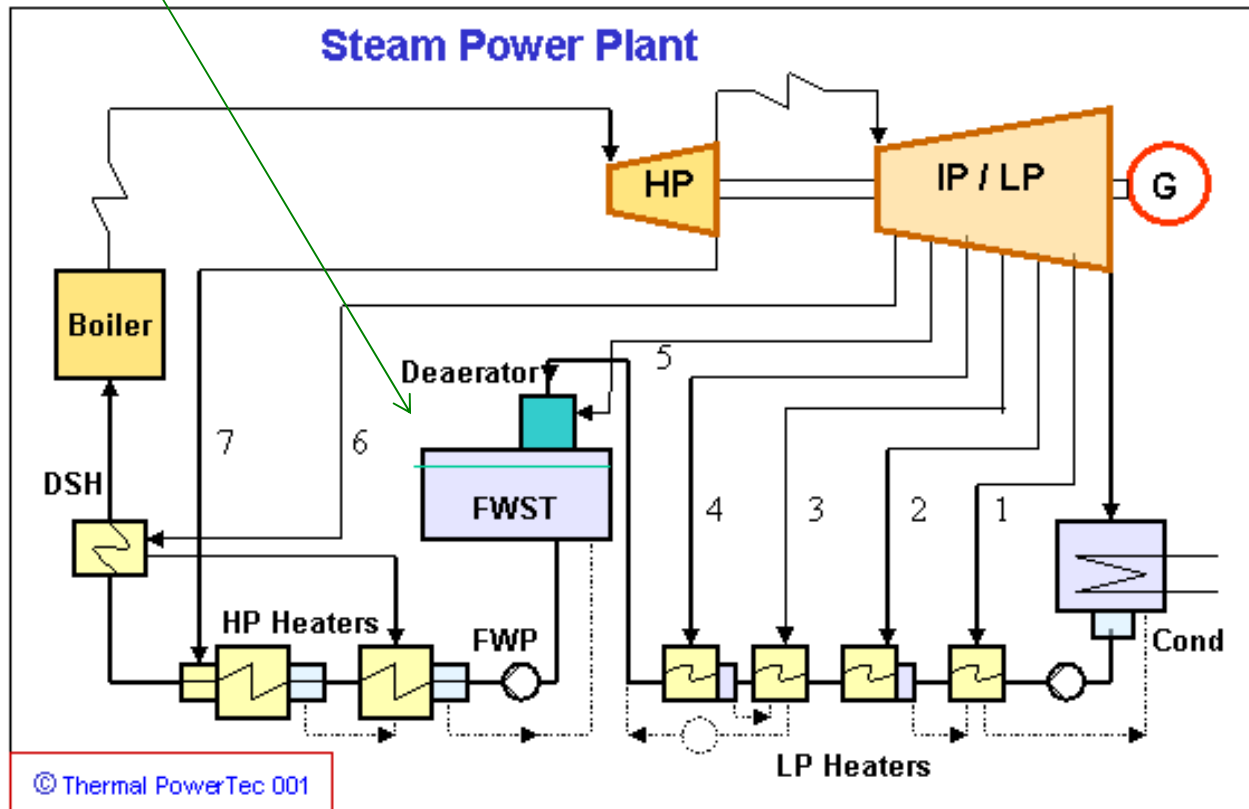 Steam Power Plant
HP
IP / LP
G
Boiler
Deaerator
5
7
6
DSH
FWST
4
3
2
1
HP Heaters
FWP
Cond
LP Heaters
© Thermal PowerTec 001